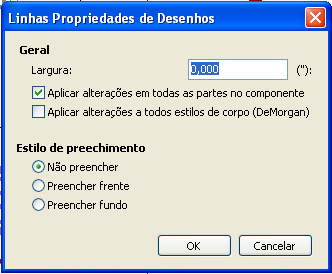 Linhas Propriedades de Desenhos
Geral
Largura: 0,000 ("):
Aplicar alterações em todas as partes no componente
Aplicar alterações a todos estilos de corpo (DeMorgan)
Estilo de preechimento
Não preencher
Preencher frente
Preencher fundo
OK Cancelar